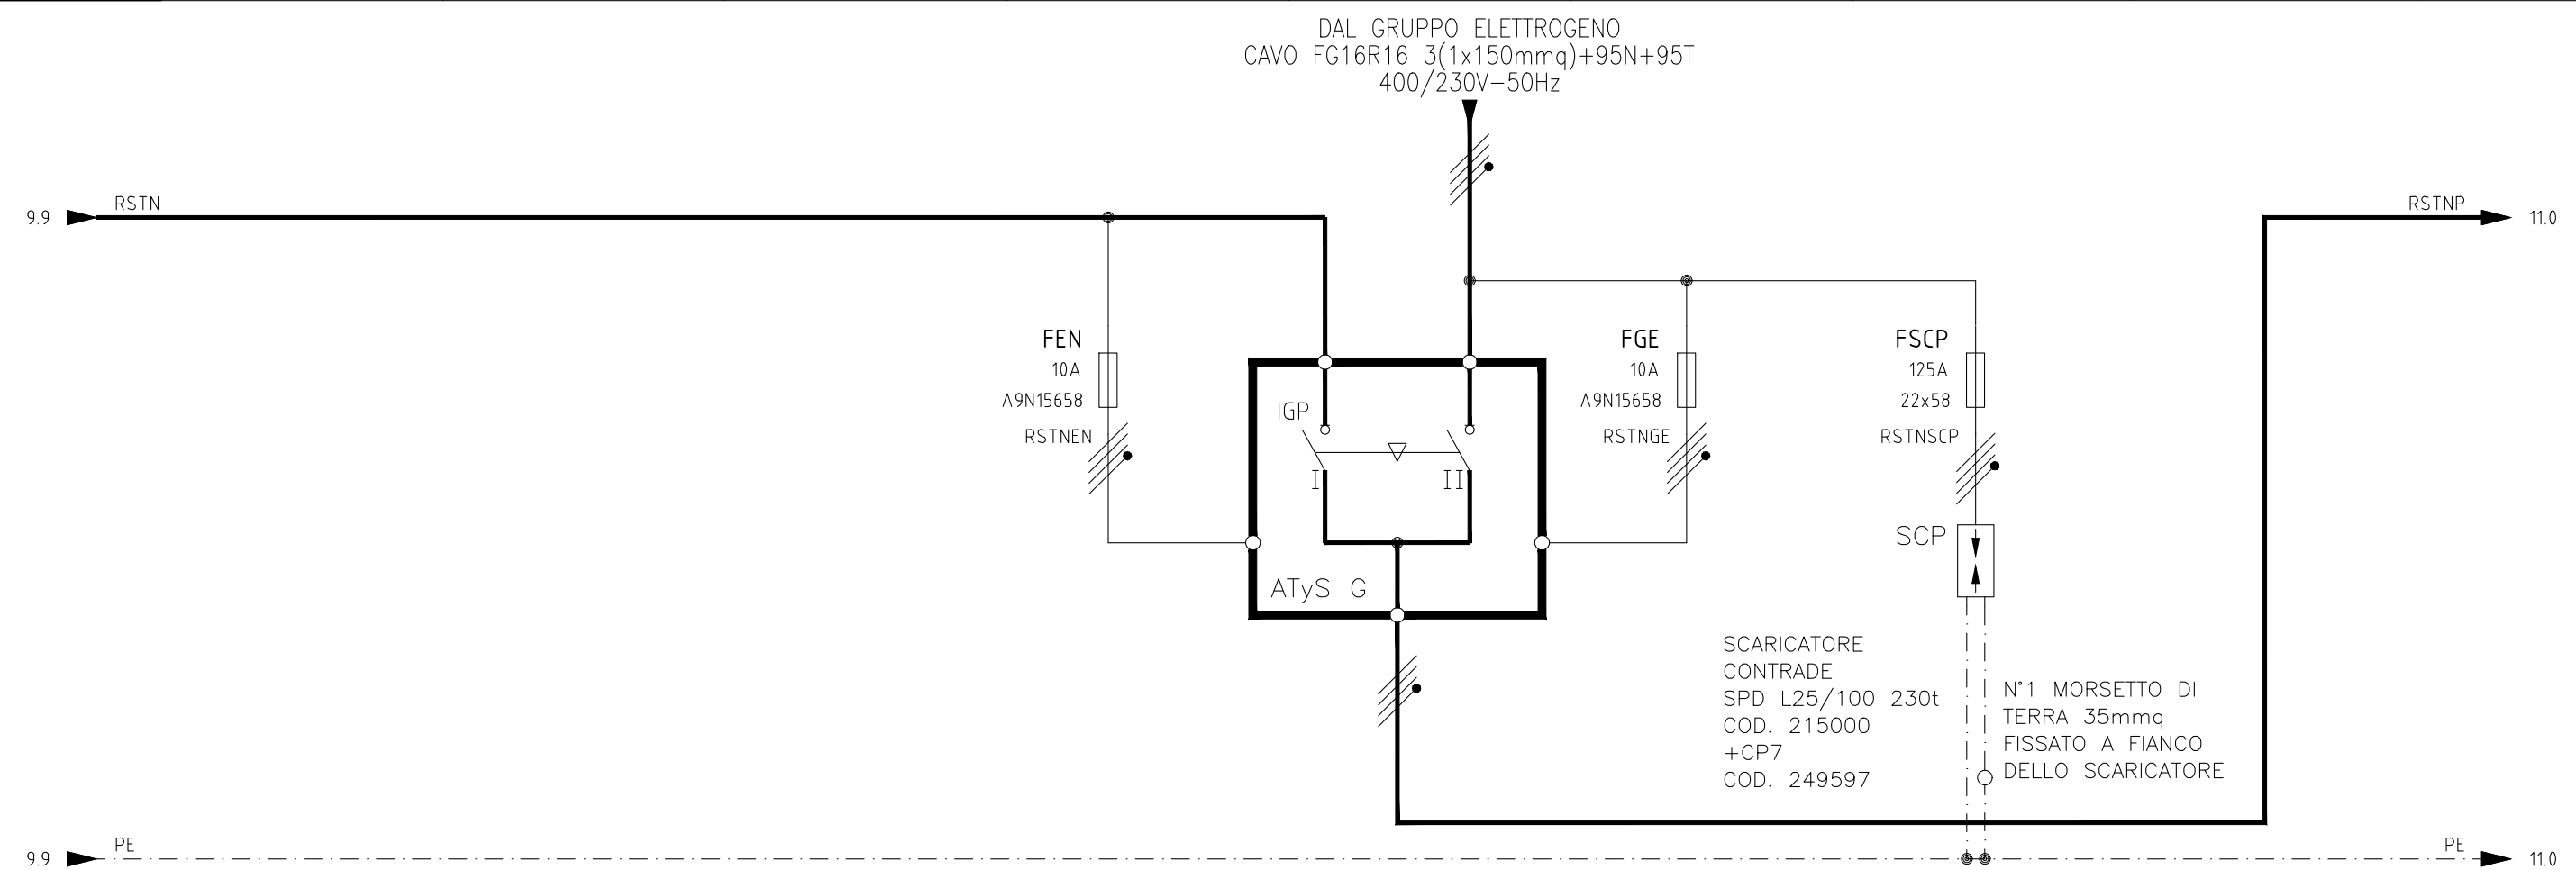 DAL GRUPPO ELETTROGENO
CAVO FG16R16 3(1x150mmq)+95N+95T
400/230V-50Hz
9.9
RSTN
RSTNP
11.0
FEN
10A
A9N15658
RSTNEN
IGP
I
II
ATyS G
FGE
10A
A9N15658
RSTNGE
FSCP
125A
22x58
RSTNSCP
SCP
SCARICATORE
CONTRADE
SPD L25/100 230t
COD. 215000
+CP7
COD. 249597
N°1 MORSETTO DI
TERRA 35mmq
FISSATO A FIANCO
DELLO SCARICATORE
9.9
PE
PE
11.0